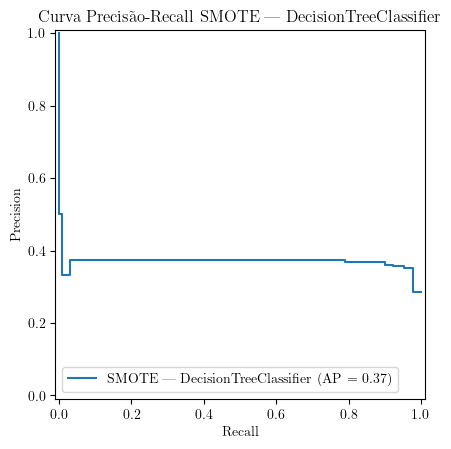 Curva Precisão-Recall SMOTE — DecisionTreeClassifier
1.0
0.8
0.6
0.4
0.2
0.0
Precision
SMOTE — DecisionTreeClassifier (AP = 0.37)
0.0 0.2 0.4 0.6 0.8 1.0
Recall